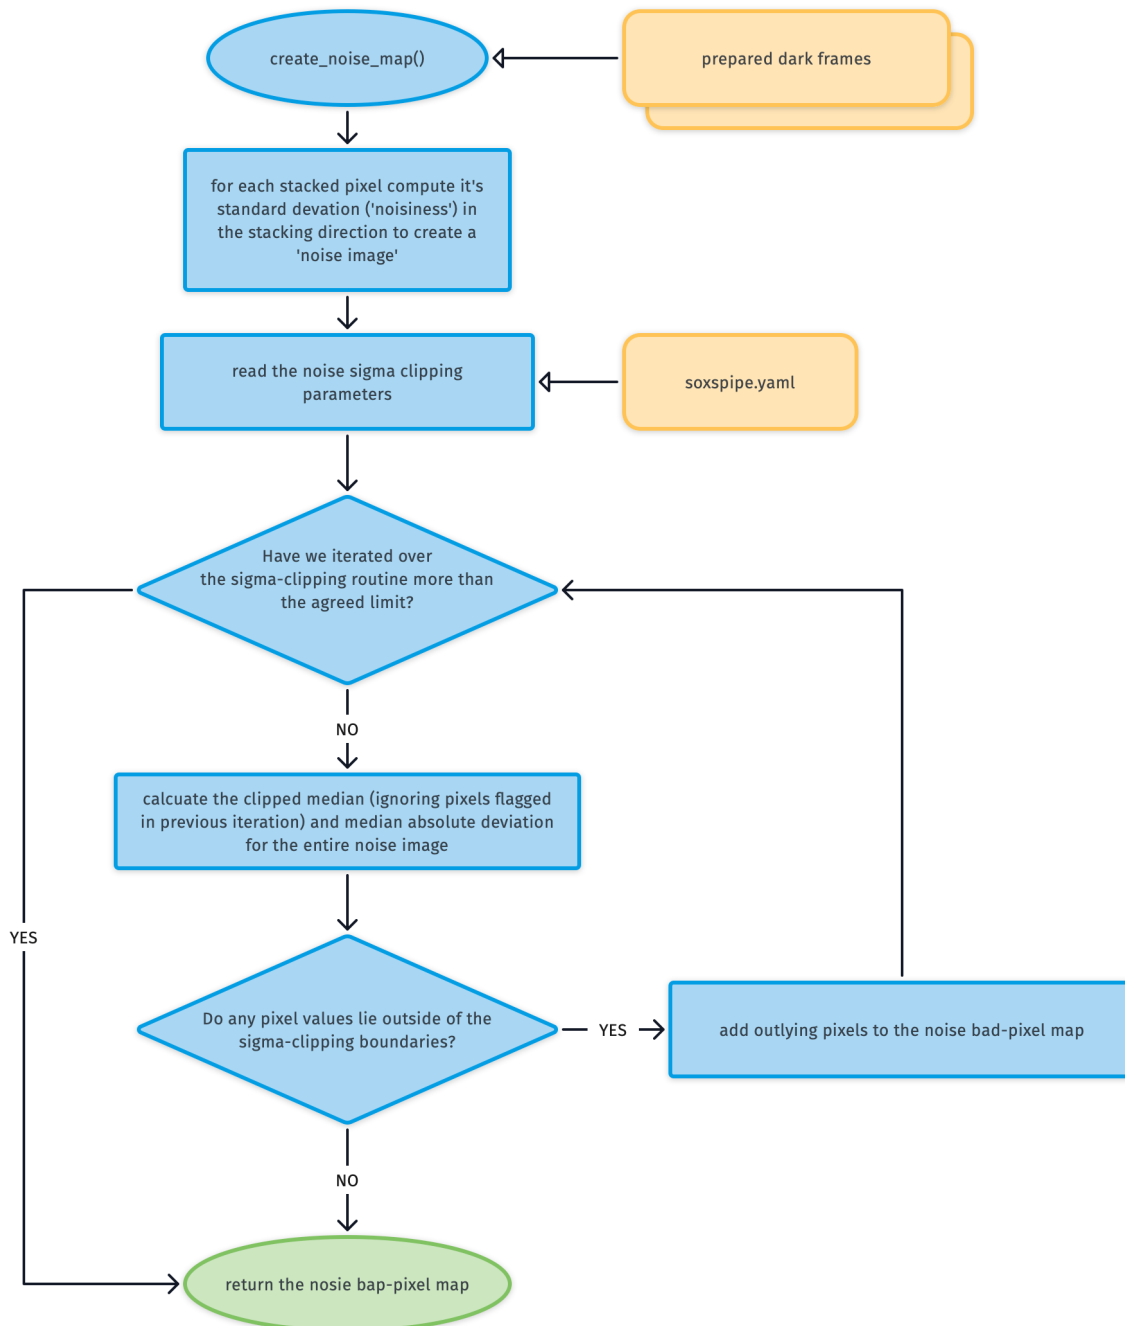 create_noise_map()
prepared dark frames
for each stacked pixel compute it's
standard devation ('noisiness') in
the stacking direction to create a
'noise image'
read the noise sigma clipping
parameters
soxspipe.yaml
Have we iterated over
the sigma-clipping routine more than
the agreed limit?
NO
calcuate the clipped median (ignoring pixels flagged
in previous iteration) and median absolute deviation
for the entire noise image
YES
Do any pixel values lie outside of the
sigma-clipping boundaries?
YES
add outlying pixels to the noise bad-pixel map
NO
return the nosie bap-pixel map